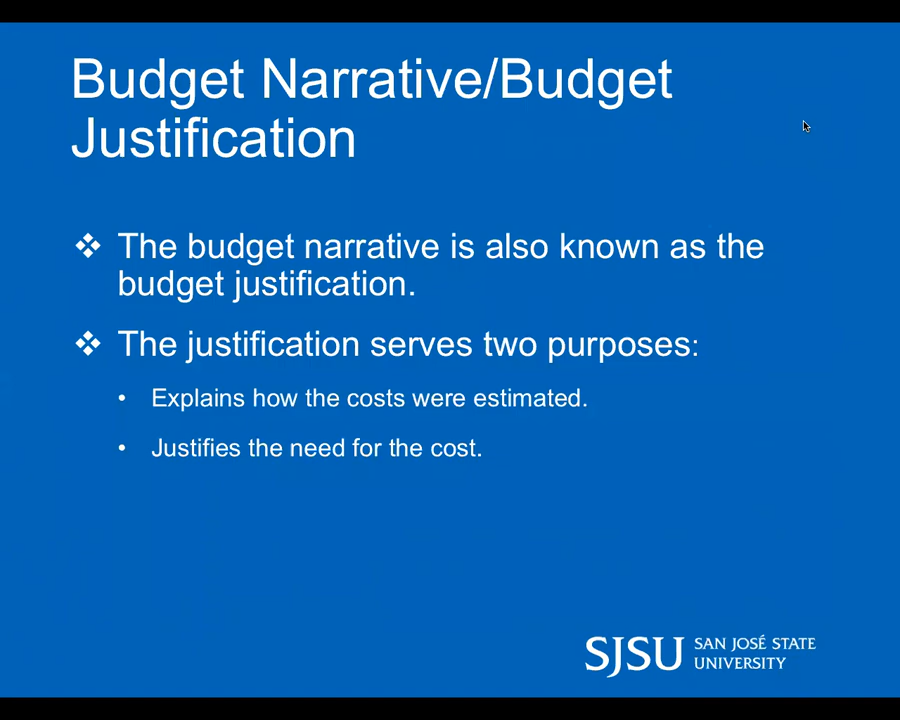 Budget Narrative/Budget
Justification
❖ The budget narrative is also known as the
budget justification.
❖ The justification serves two purposes:
• Explains how the costs were estimated.
• Justifies the need for the cost.
SJSU SAN JOSÉ STATE
UNIVERSITY